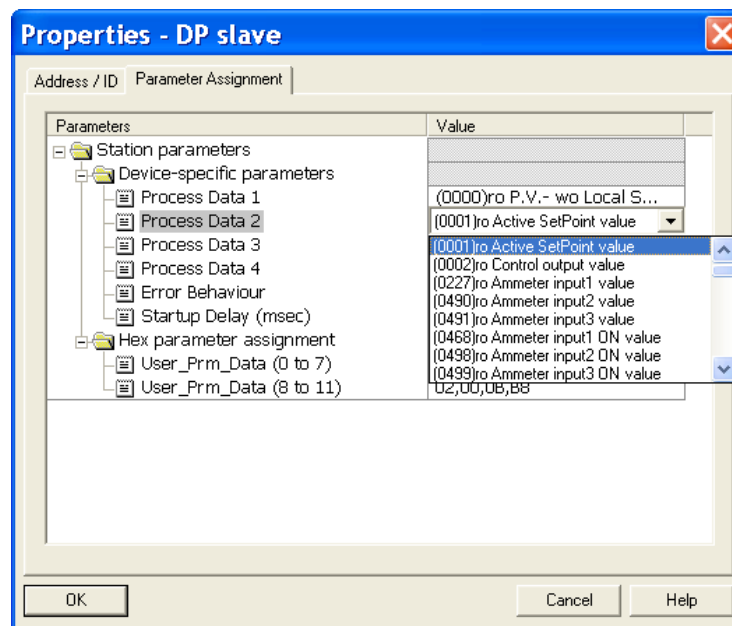 Properties - DP slave
Address / ID Parameter Assignment
Parameters Value
Station parameters
Device-specific parameters
Process Data 1 (0000)ro P.V.- wo Local S...
Process Data 2 (0001)ro Active SetPoint value
Process Data 3 (0001)ro Active SetPoint value
(0002)ro Control output value
Process Data 4 (0227)ro Ammeter input1 value
(0490)ro Ammeter input2 value
Error Behaviour (0491)ro Ammeter input3 value
Startup Delay (msec) (0468)ro Ammeter input1 ON value
Hex parameter assignment (0498)ro Ammeter input2 ON value
User_Prm_Data (0 to 7) (0499)ro Ammeter input3 ON value
User_Prm_Data (8 to 11) 02,00,0B,B8
OK Cancel Help